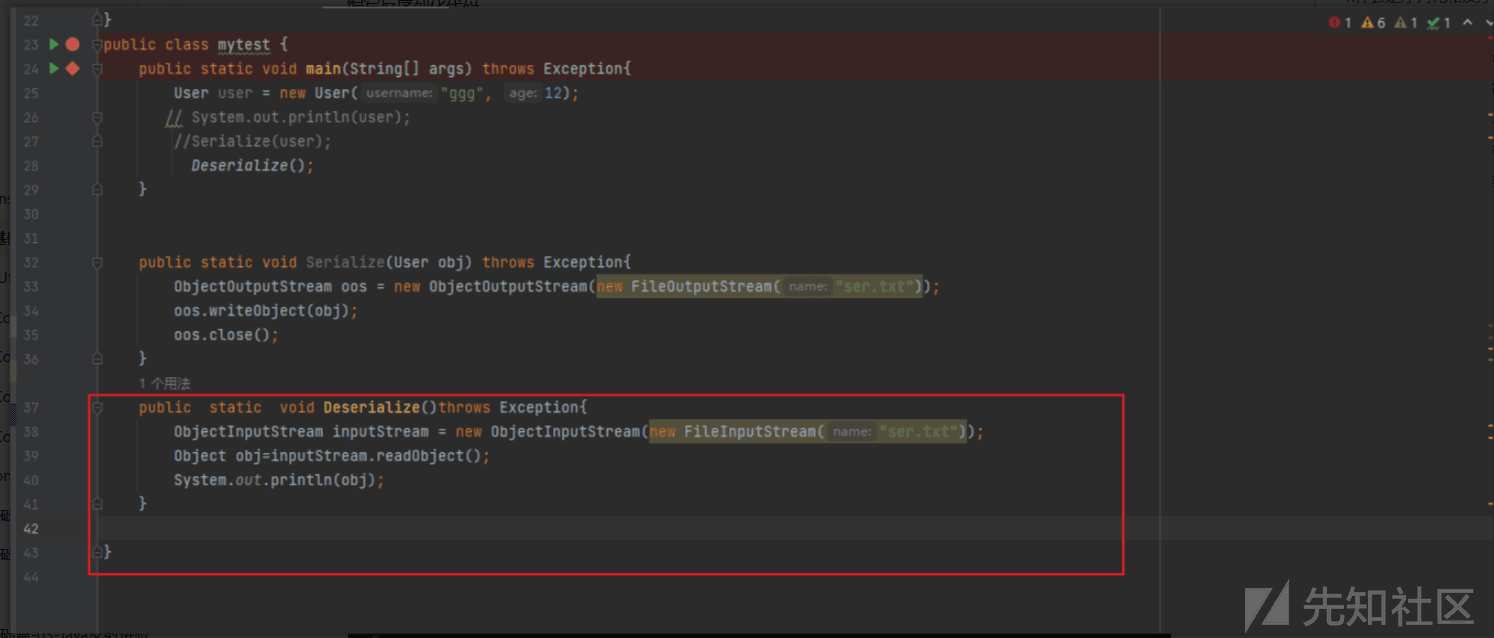 22 }
1 6 1 1
23 public class mytest {
24 public static void main(String[] args) throws Exception{
25 User user = new User( username: "ggg", age: 12);
26 // System.out.println(user);
27 //Serialize(user);
28 Deserialize();
29 }
30
31
32 public static void Serialize(User obj) throws Exception{
33 ObjectOutputStream oos = new ObjectOutputStream(new FileOutputStream( name: "ser.txt"));
34 oos.writeObject(obj);
35 oos.close();
36 }
1 个用法
37 public static void Deserialize()throws Exception{
38 ObjectInputStream inputStream = new ObjectInputStream(new FileInputStream( name: "ser.txt"));
39 Object obj=inputStream.readObject();
40 System.out.println(obj);
41 }
42
43 }
44
先知社区